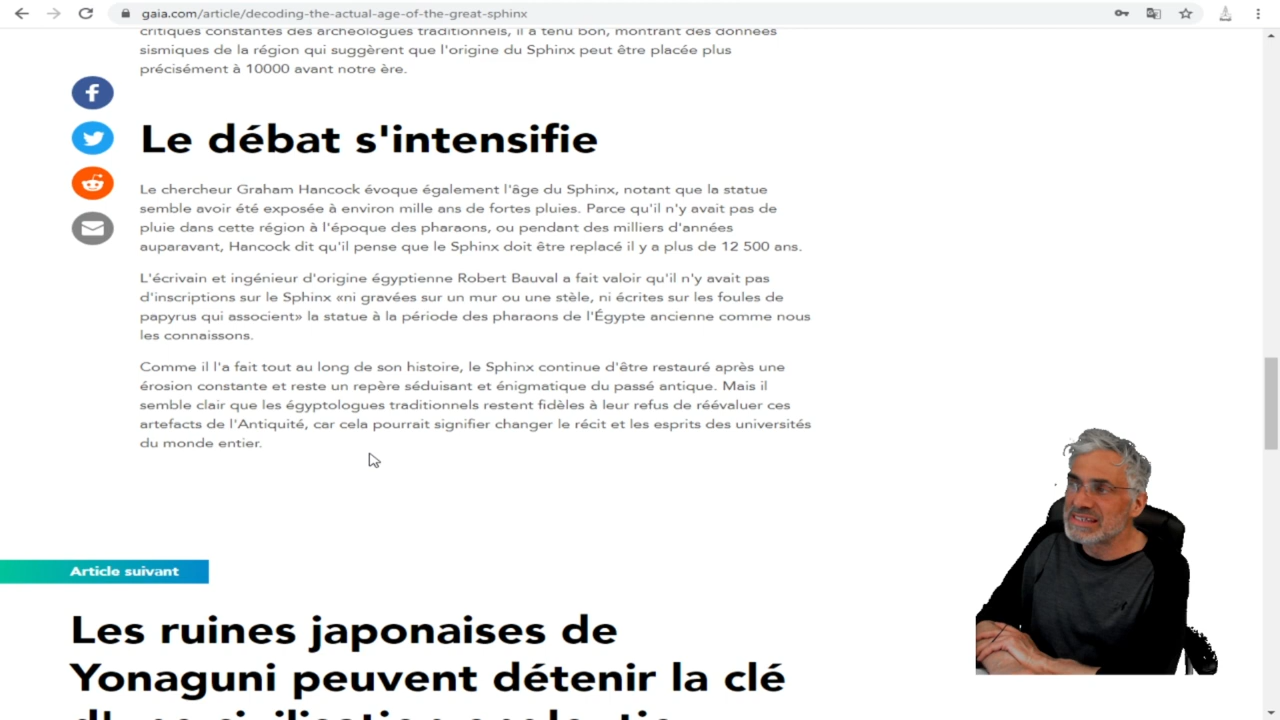 gaia.com/article/decoding-the-actual-age-of-the-great-sphinx
critiques constantes des archéologues traditionnels, il a tenu bon, montrant des données
sismiques de la région qui suggèrent que l'origine du Sphinx peut être placée plus
précisément à 10000 avant notre ère.
Le débat s'intensifie
Le chercheur Graham Hancock évoque également l'âge du Sphinx, notant que la statue
semble avoir été exposée à environ mille ans de fortes pluies. Parce qu'il n'y avait pas de
pluie dans cette région à l'époque des pharaons, ou pendant des milliers d'années
auparavant, Hancock dit qu'il pense que le Sphinx doit être replacé il y a plus de 12 500 ans.
L'écrivain et ingénieur d'origine égyptienne Robert Bauval a fait valoir qu'il n'y avait pas
d'inscriptions sur le Sphinx «ni gravées sur un mur ou une stèle, ni écrites sur les foules de
papyrus qui associent» la statue à la période des pharaons de l'Égypte ancienne comme nous
les connaissons.
Comme il l'a fait tout au long de son histoire, le Sphinx continue d'être restauré après une
érosion constante et reste un repère séduisant et énigmatique du passé antique. Mais il
semble clair que les égyptologues traditionnels restent fidèles à leur refus de réévaluer ces
artefacts de l'Antiquité, car cela pourrait signifier changer le récit et les esprits des universités
du monde entier.
Article suivant
Les ruines japonaises de
Yonaguni peuvent détenir la clé